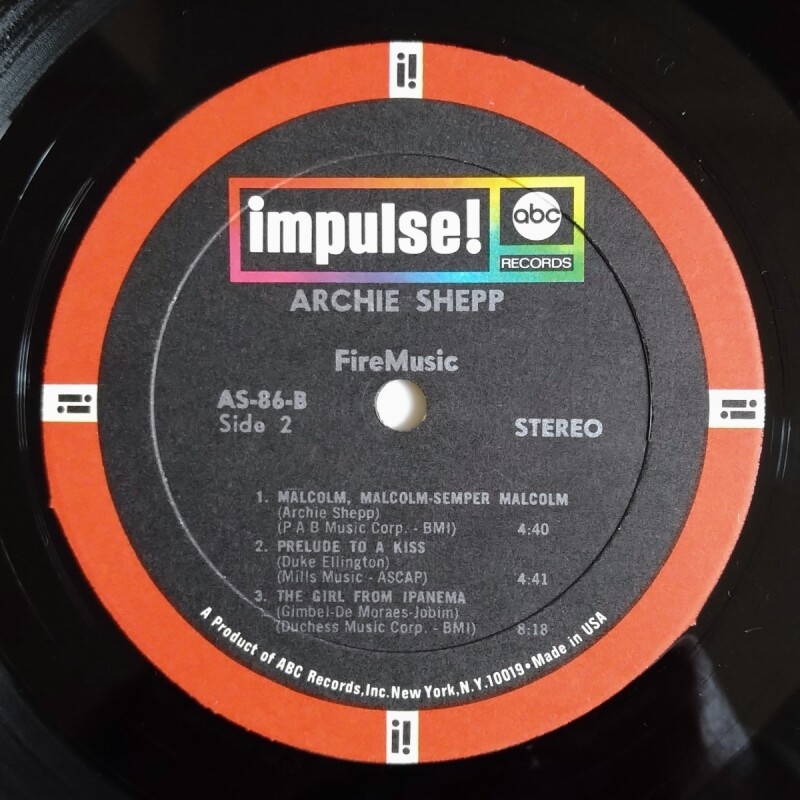 i!
impulse!
abc
RECORDS
ARCHIE SHEPP
FireMusic
AS-86-B
Side 2
STEREO
1. MALCOLM, MALCOLM-SEMPER MALCOLM
(Archie Shepp)
(P A B Music Corp. - BMI) 4:40
2. PRELUDE TO A KISS
(Duke Ellington)
(Mills Music - ASCAP) 4:41
3. THE GIRL FROM IPANEMA
(Gimbel-De Moraes-Jobim)
(Duchess Music Corp. - BMI) 8:18
A Product of ABC Records, Inc. New York, N.Y. 10019 • Made in USA
i!
i!
i!